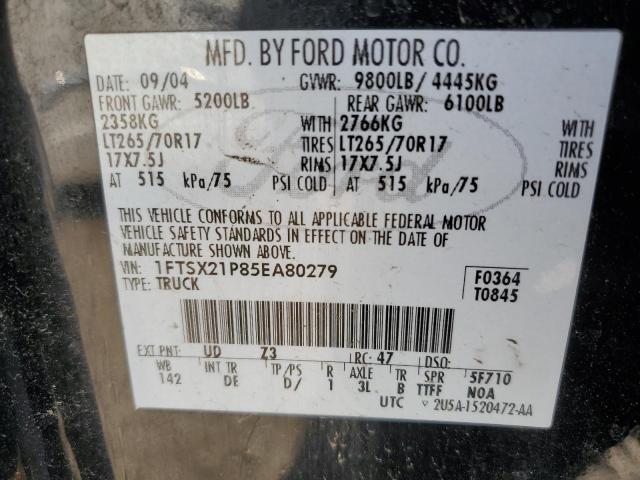 MFD. BY FORD MOTOR CO.
DATE: 09/04 GVWR: 9800LB/ 4445KG
FRONT GAWR: 5200LB REAR GAWR: 6100LB
2358KG WITH 2766KG WITH
LT265/70R17 TIRES LT265/70R17 TIRES
17X7.5J RIMS 17X7.5J RIMS
AT 515 kPa/75 PSI COLD AT 515 kPa/75 PSI COLD
Ford
THIS VEHICLE CONFORMS TO ALL APPLICABLE FEDERAL MOTOR
VEHICLE SAFETY STANDARDS IN EFFECT ON THE DATE OF
MANUFACTURE SHOWN ABOVE.
VIN: 1FTSX21P85EA80279 F0364
TYPE: TRUCK T0845
EXT PNT: UD Z3 RC: 47 DSO:
WB INT TR TP/PS R AXLE TR SPR 5F710
142 DE D/ 1 3L B TTFF N0A
UTC 2U5A-1520472-AA